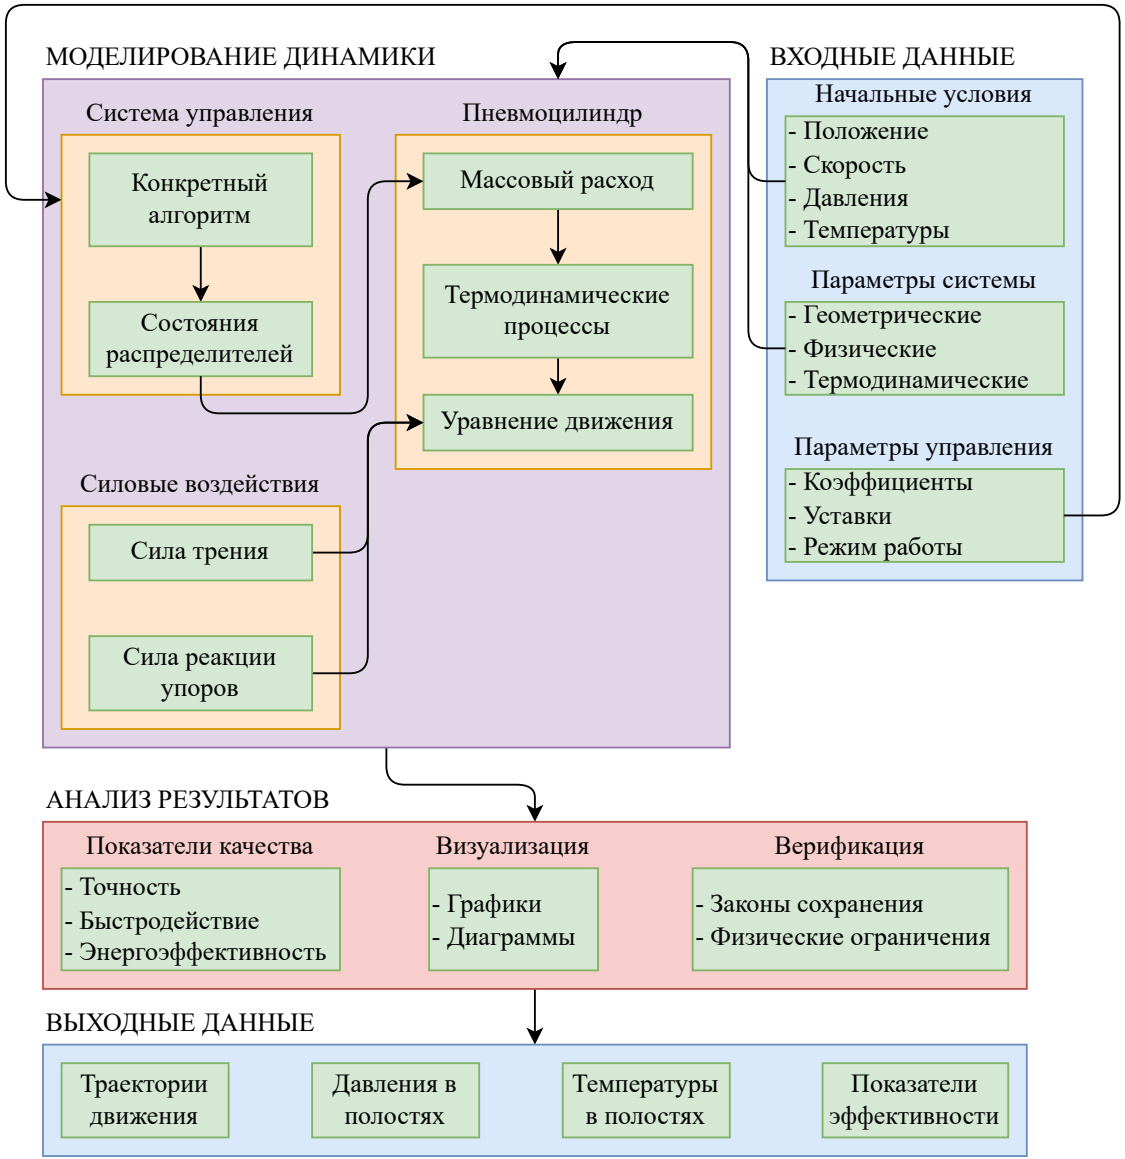 МОДЕЛИРОВАНИЕ ДИНАМИКИ
Система управления
Конкретный
алгоритм
Состояния
распределителей
Пневмоцилиндр
Массовый расход
Термодинамические
процессы
Уравнение движения
Силовые воздействия
Сила трения
Сила реакции
упоров
ВХОДНЫЕ ДАННЫЕ
Начальные условия
- Положение
- Скорость
- Давления
- Температуры
Параметры системы
- Геометрические
- Физические
- Термодинамические
Параметры управления
- Коэффициенты
- Уставки
- Режим работы
АНАЛИЗ РЕЗУЛЬТАТОВ
Показатели качества
- Точность
- Быстродействие
- Энергоэффективность
Визуализация
- Графики
- Диаграммы
Верификация
- Законы сохранения
- Физические ограничения
ВЫХОДНЫЕ ДАННЫЕ
Траектории
движения
Давления в
полостях
Температуры
в полостях
Показатели
эффективности